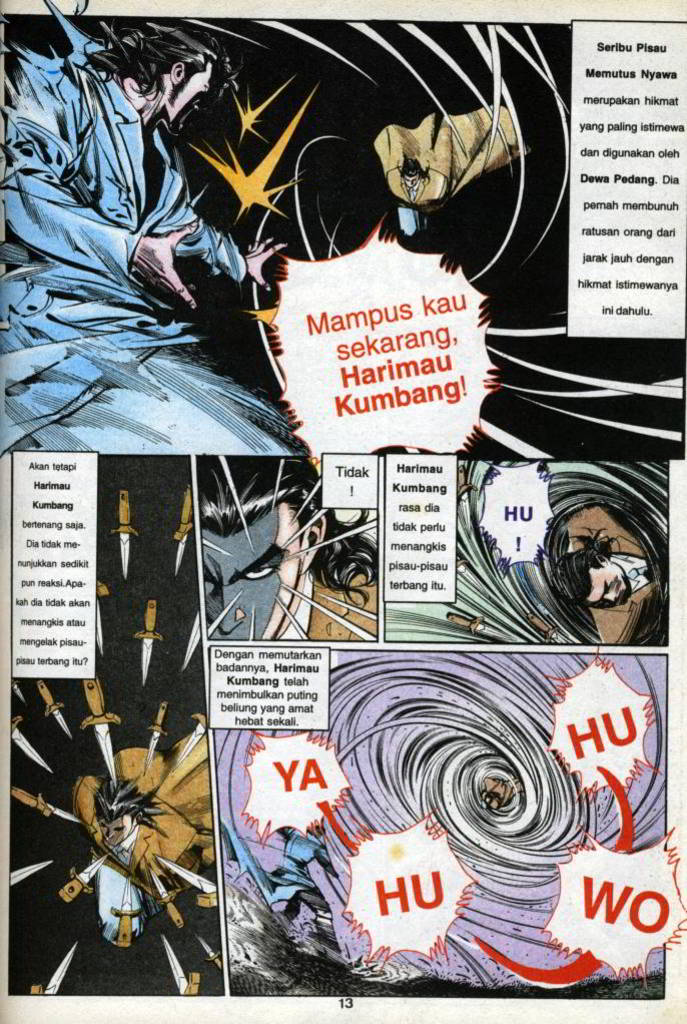 Seribu Pisau
Memutus Nyawa
merupakan hikmat
yang paling istimewa
dan digunakan oleh
Dewa Pedang. Dia
pernah membunuh
ratusan orang dari
jarak jauh dengan
hikmat istimewanya
ini dahulu.
Mampus kau
sekarang,
Harimau
Kumbang!
Akan tetapi
Harimau
Kumbang
bertenang saja.
Dia tidak me-
nunjukkan sedikit
pun reaksi.Apa-
kah dia tidak akan
menangkis atau
mengelak pisau-
pisau terbang itu?
Tidak
!
Harimau
Kumbang
rasa dia
tidak perlu
menangkis
pisau-pisau
terbang itu.
HU
!
Dengan memutarkan
badannya, Harimau
Kumbang telah
menimbulkan puting
beliung yang amat
hebat sekali.
YA
HU
HU
WO
13